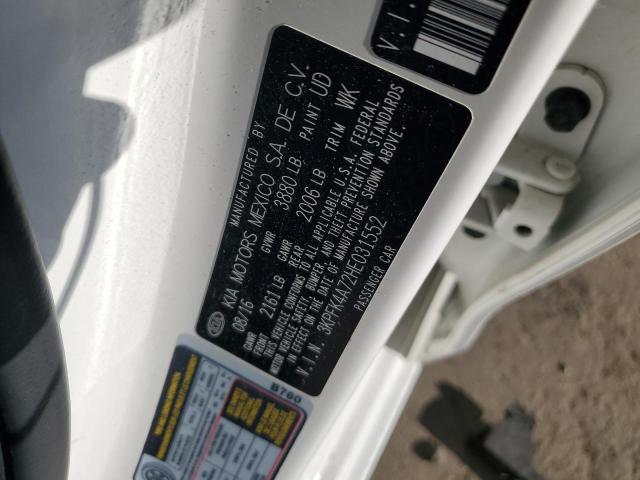 MANUFACTURED BY
KIA MOTORS MEXICO S.A. DE C.V.
08/16 GVWR 3880 LB PAINT UD
GAWR FRONT 2161 LB GAWR REAR 2006 LB TRIM WK
THIS VEHICLE CONFORMS TO ALL APPLICABLE U.S.A. FEDERAL
MOTOR VEHICLE SAFETY, BUMPER, AND THEFT PREVENTION STANDARDS
IN EFFECT ON THE DATE OF MANUFACTURE SHOWN ABOVE.
V.I.N. 3KPFK4A72HE031552
PASSENGER CAR
B760
V.I.